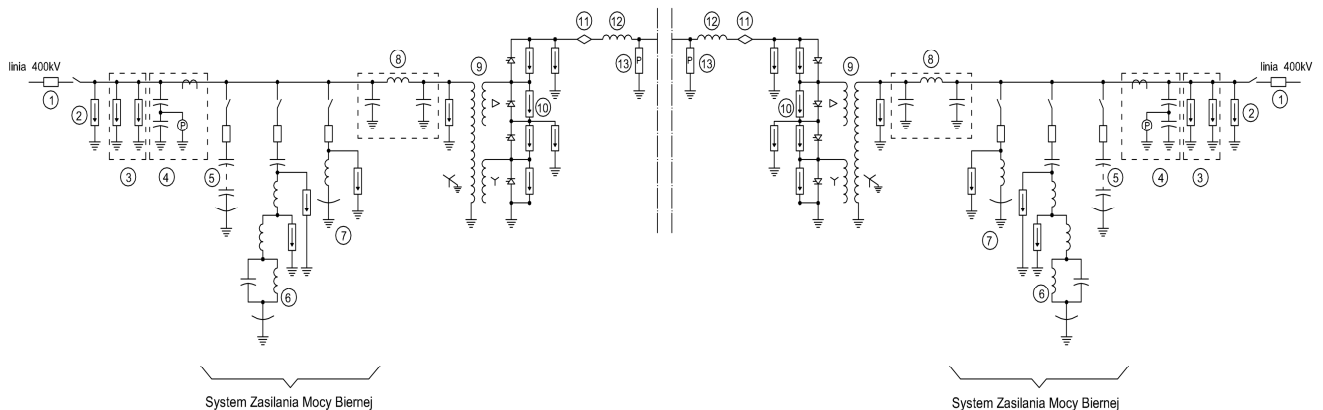 11 12 12 11
13 P P 13
linia 400kV 8 9 9 8 linia 400kV
1 2 10 10 2 1
P P
3 4 5 5 4 3
7 7
6 6
System Zasilania Mocy Biernej System Zasilania Mocy Biernej